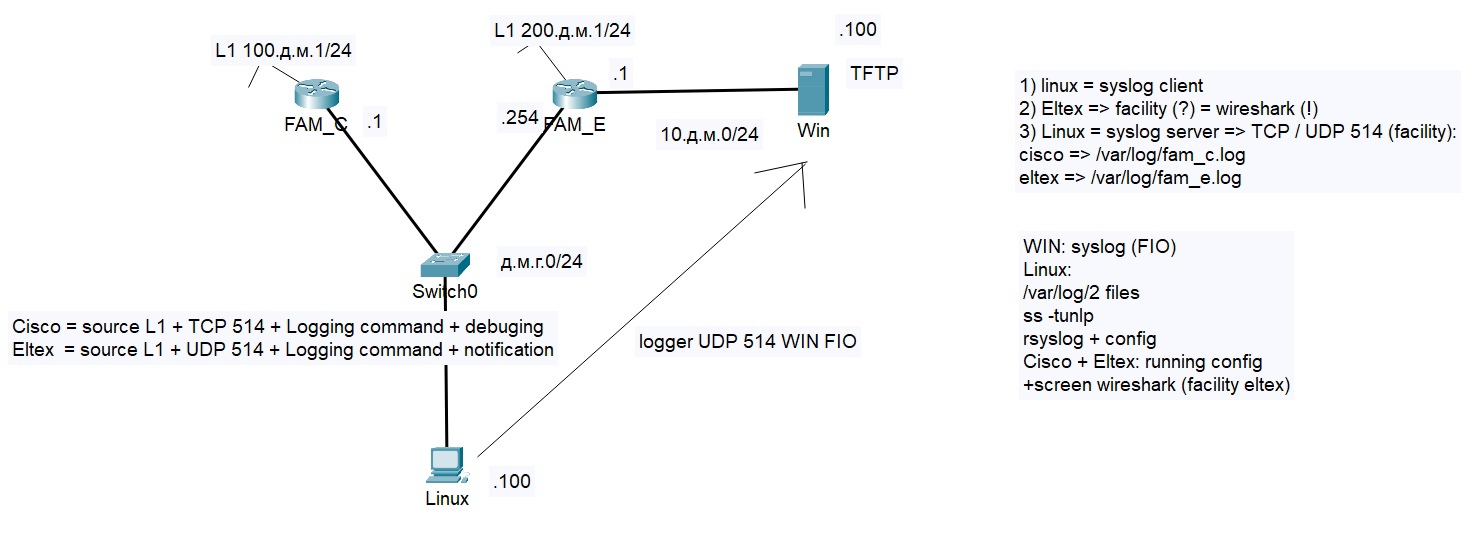 L1 100.д.м.1/24
L1 200.д.м.1/24
.100
.1
TFTP
FAM_C
.1
.254
FAM_E
10.д.м.0/24
Win
д.м.г.0/24
Switch0
Cisco = source L1 + TCP 514 + Logging command + debuging
Eltex = source L1 + UDP 514 + Logging command + notification
logger UDP 514 WIN FIO
.100
Linux
1) linux = syslog client
2) Eltex => facility (?) = wireshark (!)
3) Linux = syslog server => TCP / UDP 514 (facility):
cisco => /var/log/fam_c.log
eltex => /var/log/fam_e.log
WIN: syslog (FIO)
Linux:
/var/log/2 files
ss -tunlp
rsyslog + config
Cisco + Eltex: running config
+screen wireshark (facility eltex)